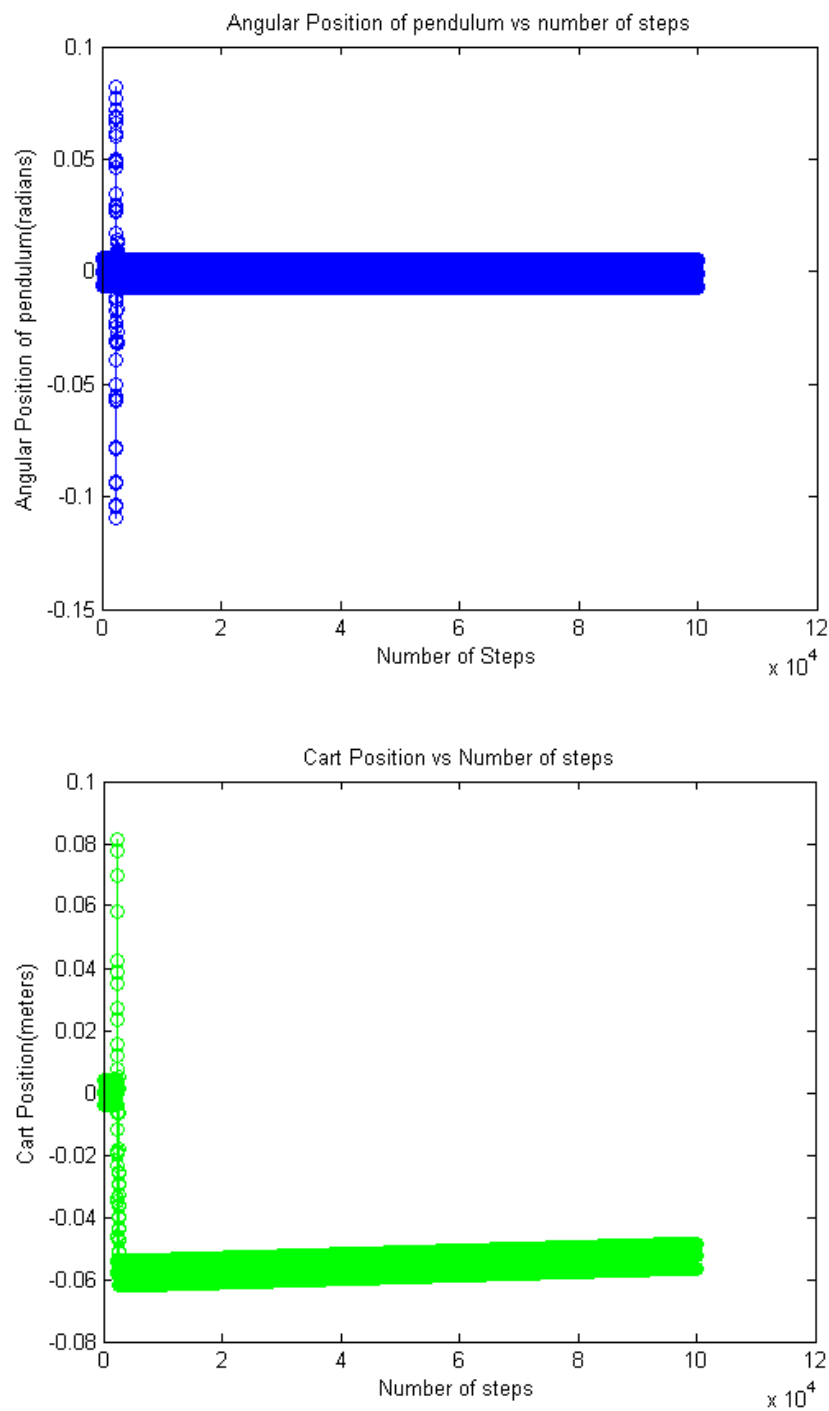 Angular Position of pendulum vs number of steps
0.1
0.05
0
-0.05
-0.1
-0.15
Angular Position of pendulum(radians)
0 2 4 6 8 10 12
Number of Steps
x 10^4
Cart Position vs Number of steps
0.1
0.08
0.06
0.04
0.02
0
-0.02
-0.04
-0.06
-0.08
Cart Position(meters)
0 2 4 6 8 10 12
Number of steps
x 10^4